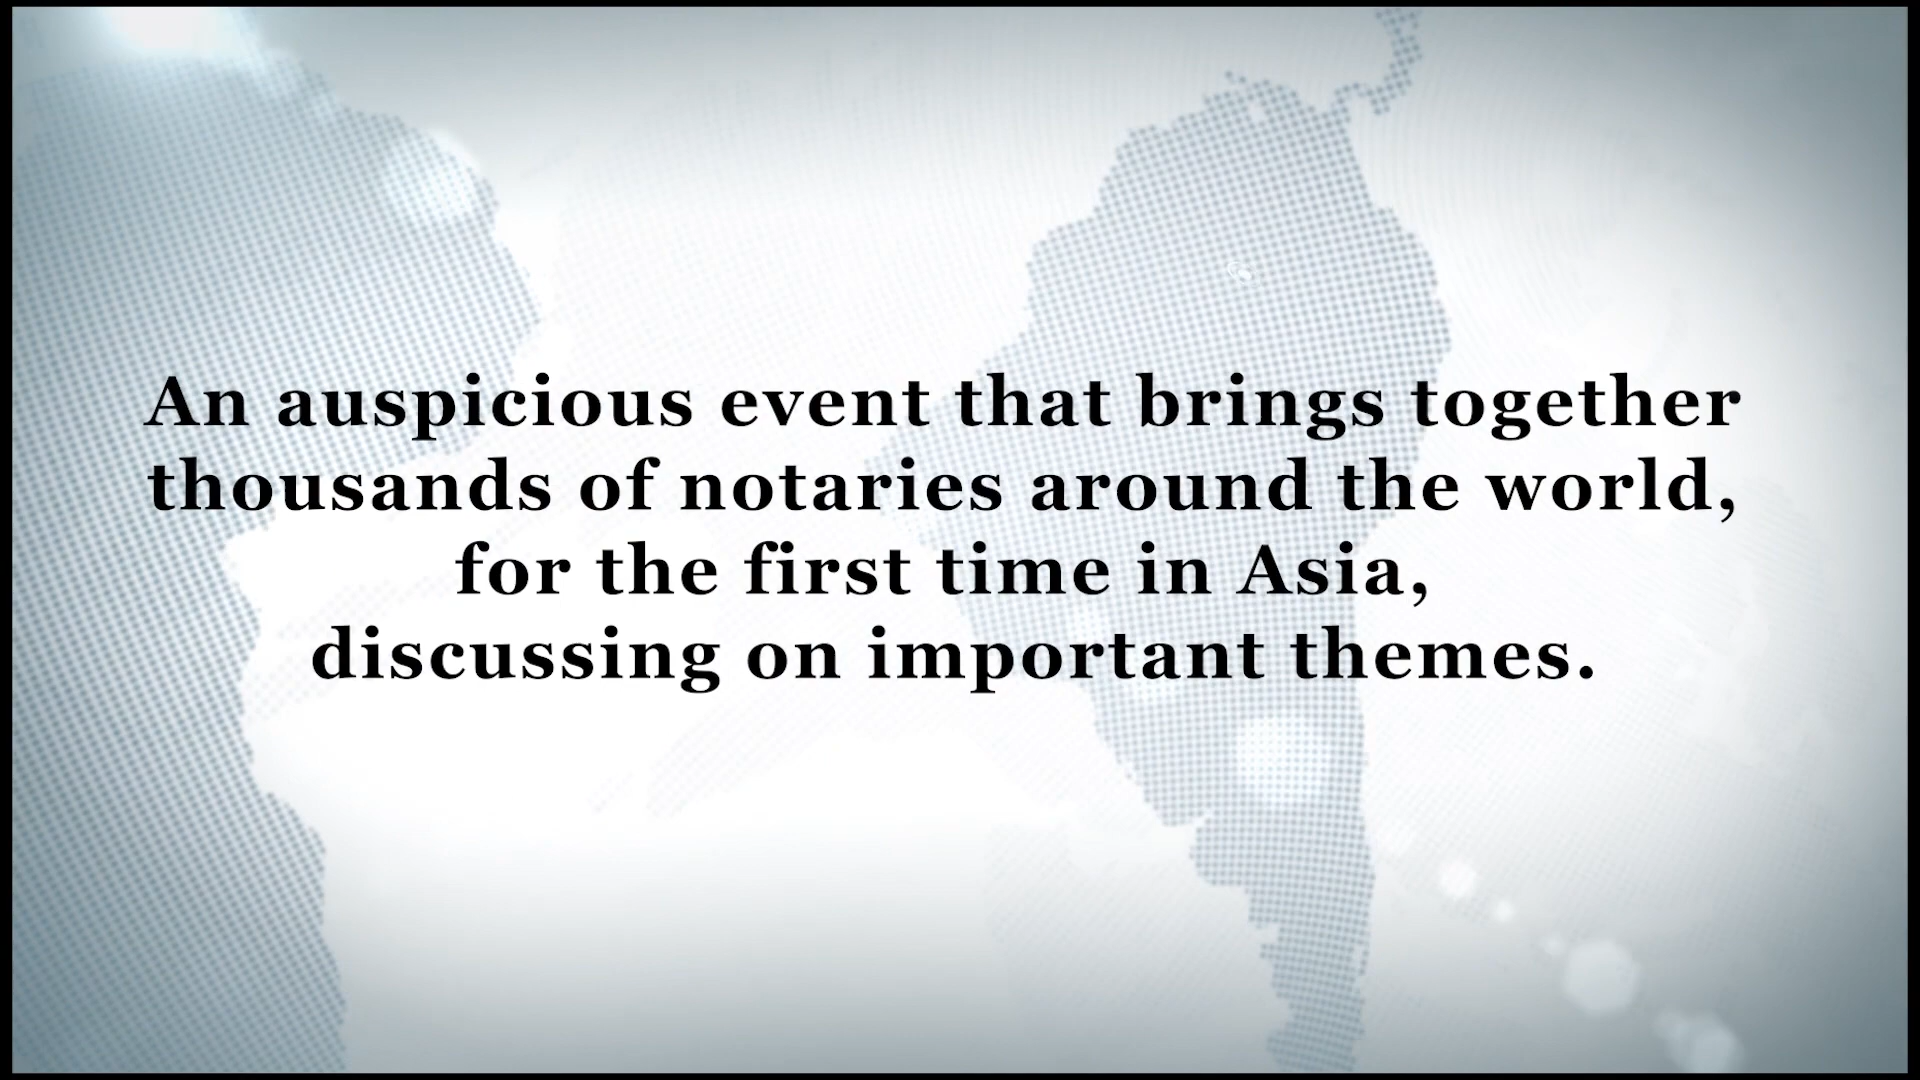 An auspicious event that brings together
thousands of notaries around the world,
for the first time in Asia,
discussing on important themes.